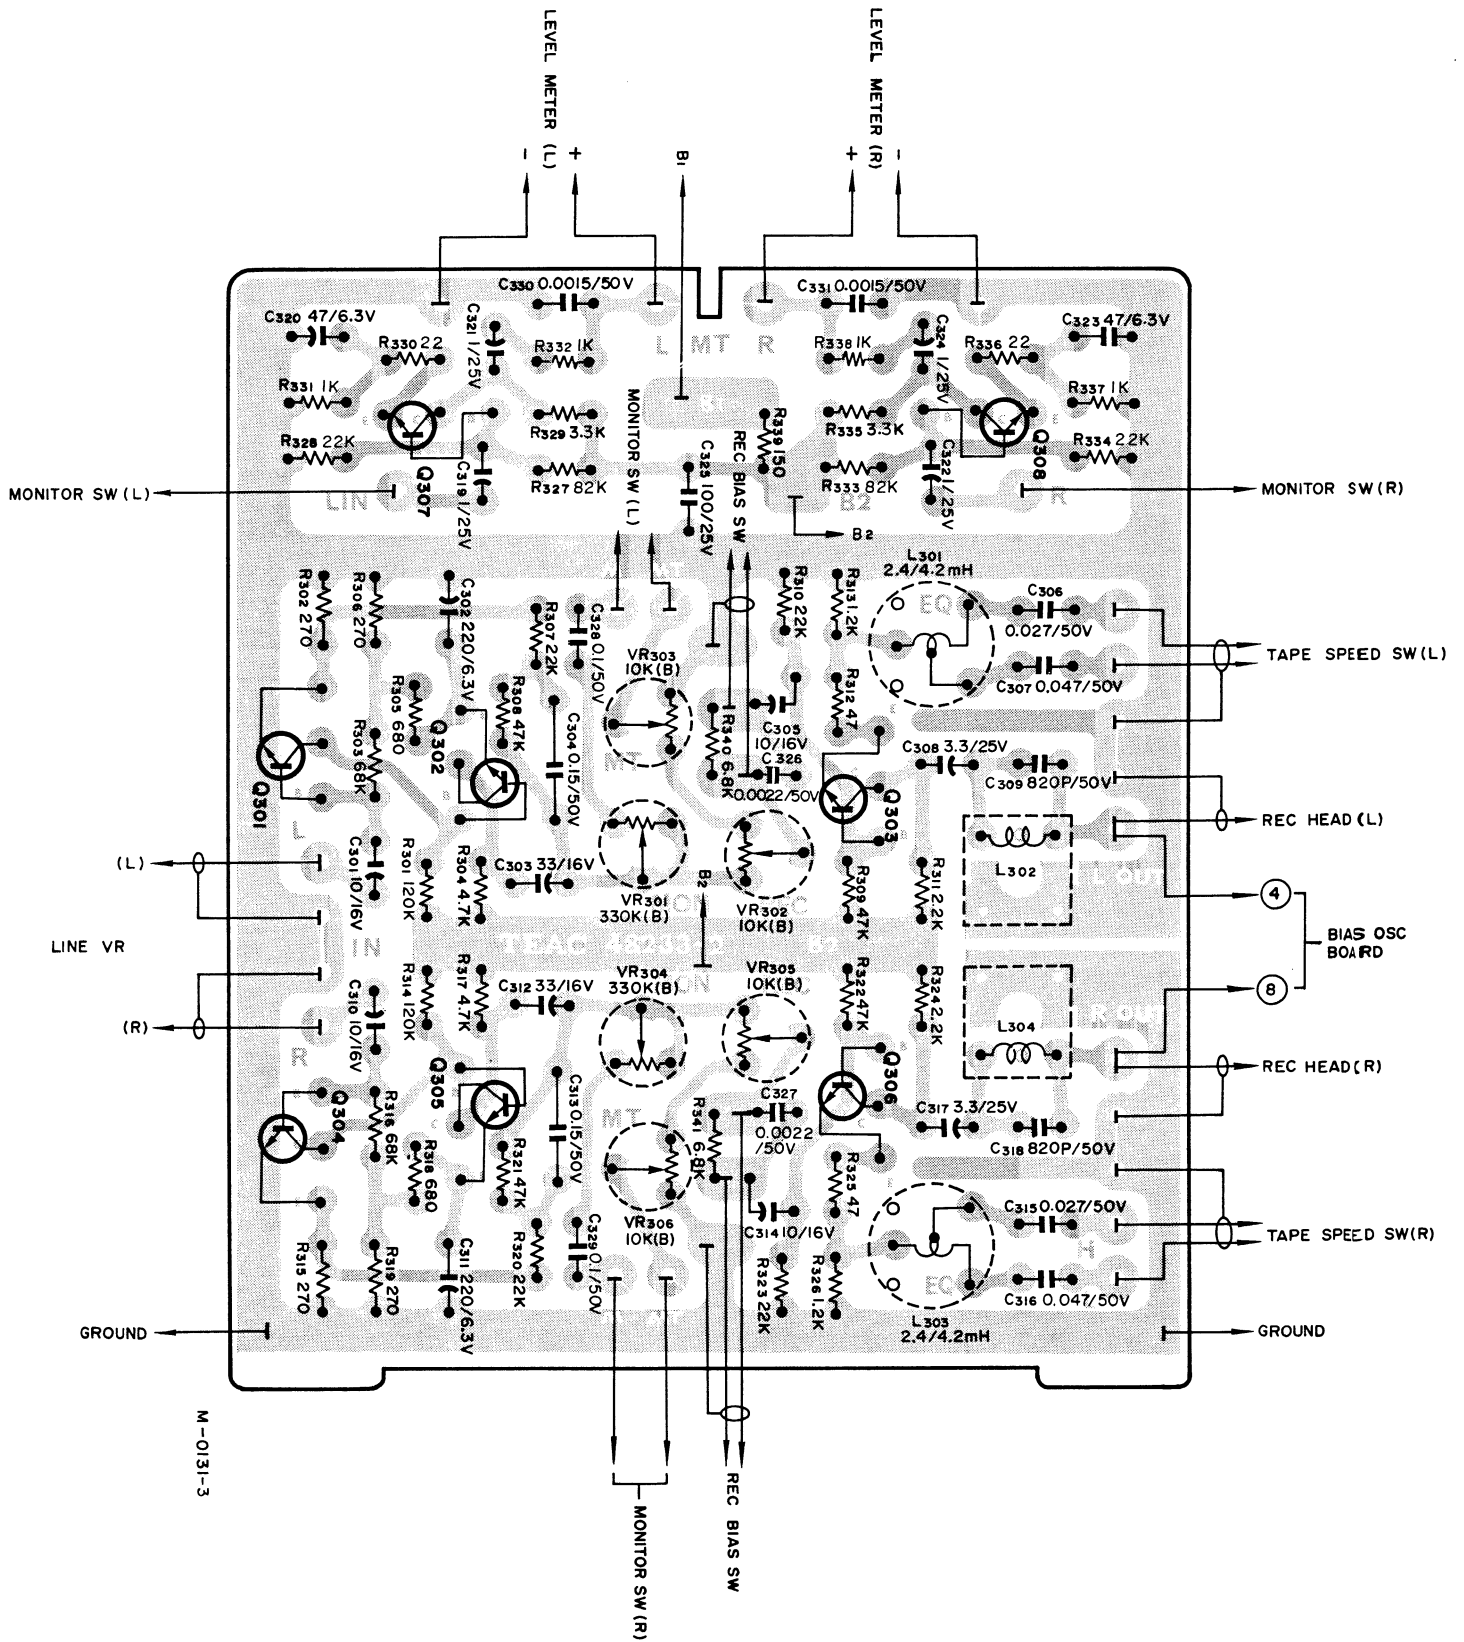 LEVEL METER (L)
- +
B1
LEVEL METER (R)
+ -
C330 0.0015/50V
C331 0.0015/50V
C320 47/6.3V
C321 1/25V
C324 1/25V
C323 47/6.3V
R330 22
R332 1K
L MT R
R338 1K
R336 22
R331 1K
R337 1K
B1
R329 3.3K
R339 150
R335 3.3K
R328 22K
Q307
C319 1/25V
R327 82K
MONITOR SW(L)
C325 100/25V
REC BIAS SW
R333 82K
C322 1/25V
Q308
R334 22K
MONITOR SW(L)
LIN
B2
R
MONITOR SW(R)
B2
L301
2.4/4.2mH
R302 270
R306 270
C302 220/6.3V
R307 22K
C328 0.1/50V
R310 22K
R313 1.2K
EQ
C306
0.027/50V
VR303
10K(B)
TAPE SPEED SW(L)
C307 0.047/50V
R305 680
R308 47K
C304 0.15/50V
R340 6.8K
C305
10/16V
R312 47
Q301
R303 68K
Q302
MT
C326
0.0022/50V
C308 3.3/25V
C309 820P/50V
Q303
L
REC HEAD(L)
L302
L OUT
(L)
C301 10/16V
R301 120K
R304 4.7K
C303 33/16V
VR301
330K(B)
B2
VR302
10K(B)
R309 47K
R311 2.2K
4
LINE VR
IN
TEAC
BIAS OSC
BOARD
C310 10/16V
R314 120K
R317 4.7K
C312 33/16V
VR304
330K(B)
VR305
10K(B)
R322 47K
R324 2.2K
8
(R)
R
L304
R OUT
REC HEAD(R)
Q304
R316 68K
Q305
C313 0.15/50V
MT
R341 6.8K
C327
0.0022
/50V
Q306
C317 3.3/25V
C318 820P/50V
R318 680
R321 47K
VR306
10K(B)
C314 10/16V
R325 47
C315 0.027/50V
TAPE SPEED SW(R)
H
R315 270
R319 270
C311 220/6.3V
R320 22K
C329 0.1/50V
R323 22K
R326 1.2K
EQ
C316 0.047/50V
L303
2.4/4.2mH
GROUND
GROUND
M-0131-3
MONITOR SW(R)
REC BIAS SW